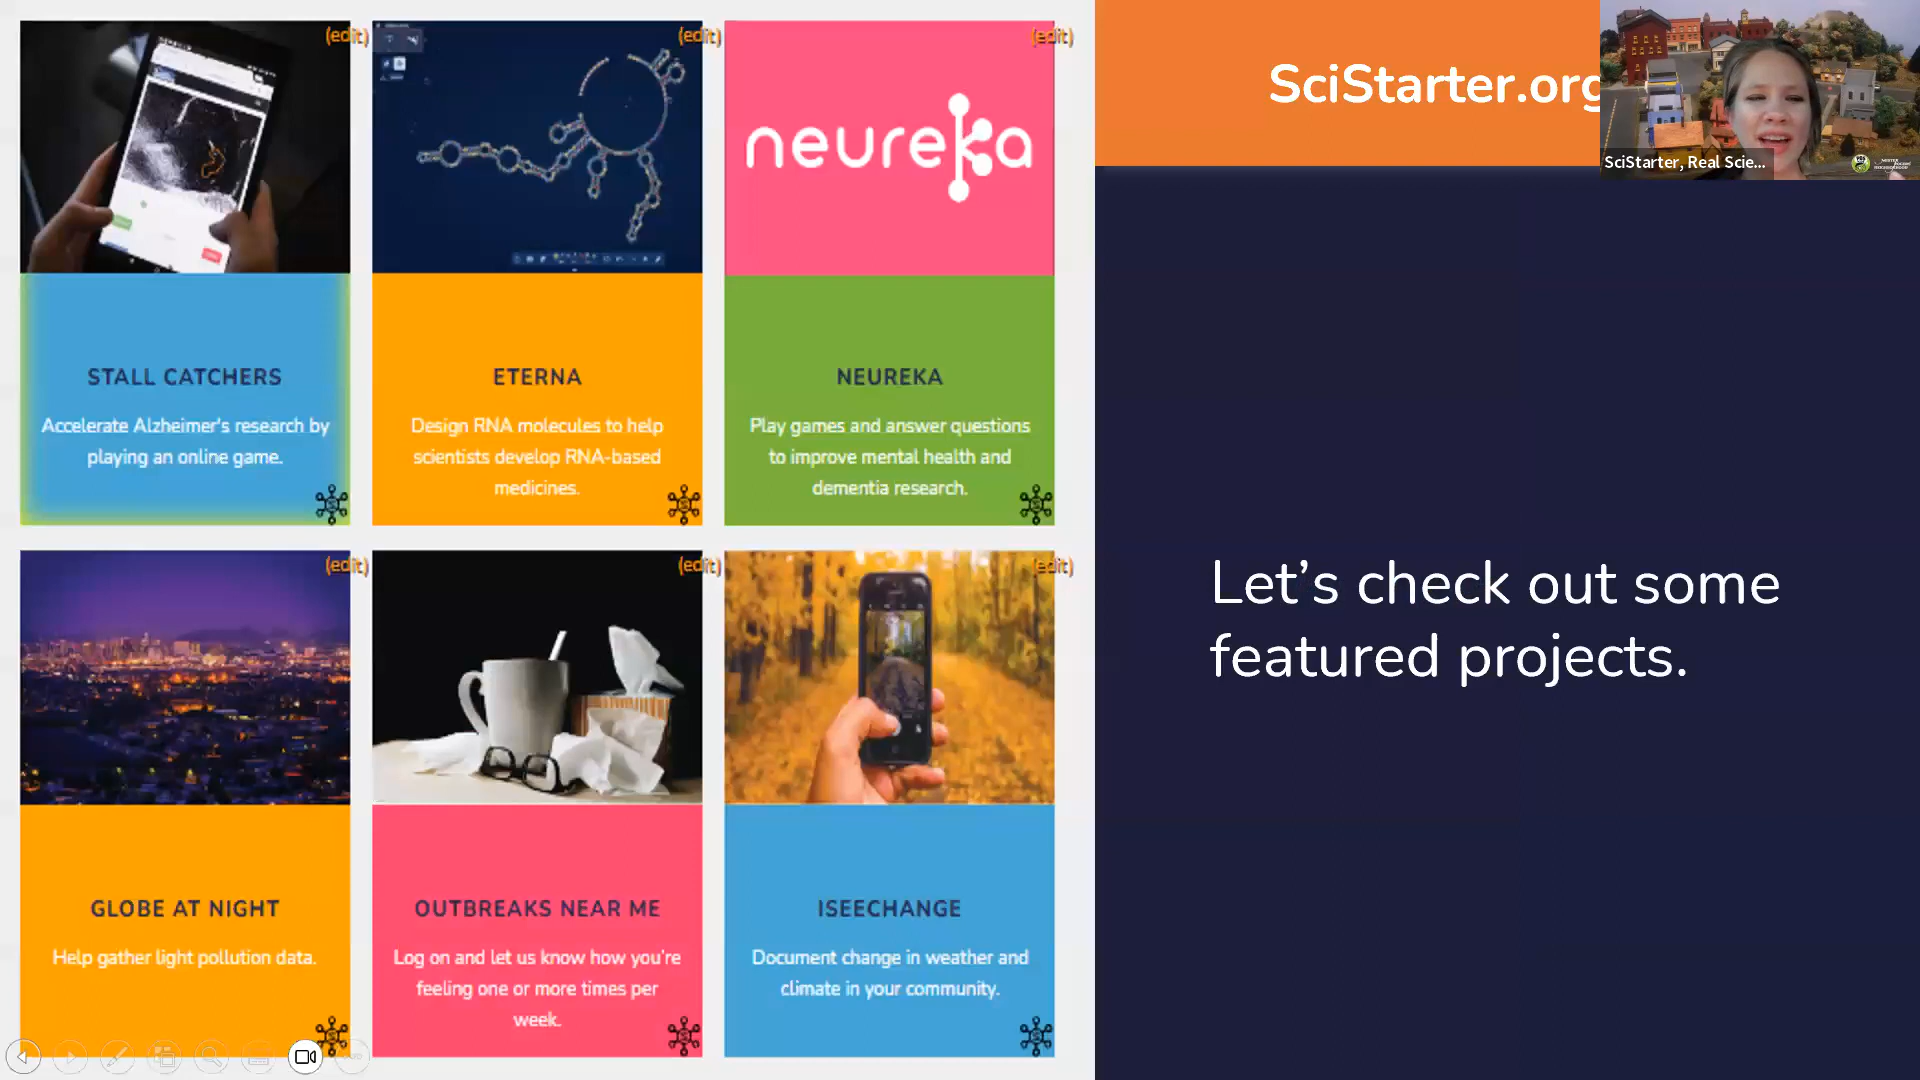 (edit)
(edit)
(edit)
neureka
STALL CATCHERS
Accelerate Alzheimer's research by
playing an online game.
ETERNA
Design RNA molecules to help
scientists develop RNA-based
medicines.
NEUREKA
Play games and answer questions
to improve mental health and
dementia research.
(edit)
(edit)
(edit)
GLOBE AT NIGHT
Help gather light pollution data.
OUTBREAKS NEAR ME
Log on and let us know how you're
feeling one or more times per
week.
ISEECHANGE
Document change in weather and
climate in your community.
SciStarter.org
SciStarter, Real Scie...
Let's check out some
featured projects.